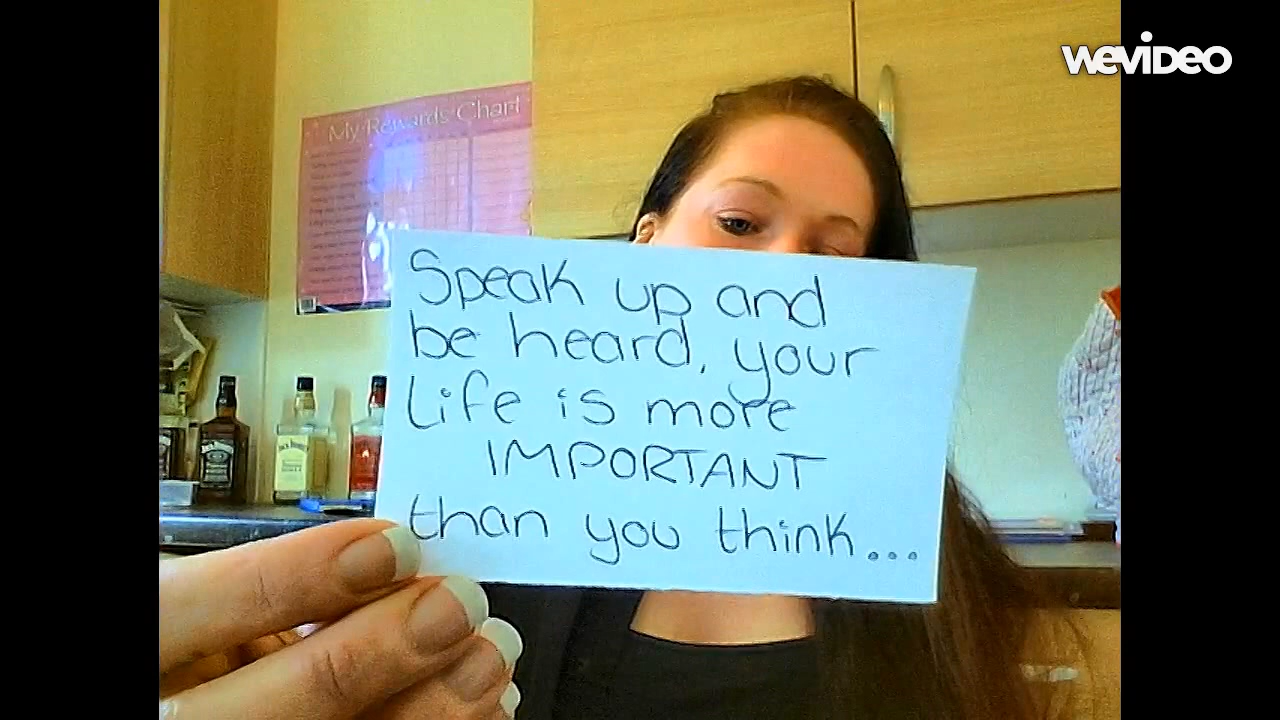 WeVideo
My Rewards Chart
Speak up and
be heard, your
life is more
IMPORTANT
than you think...